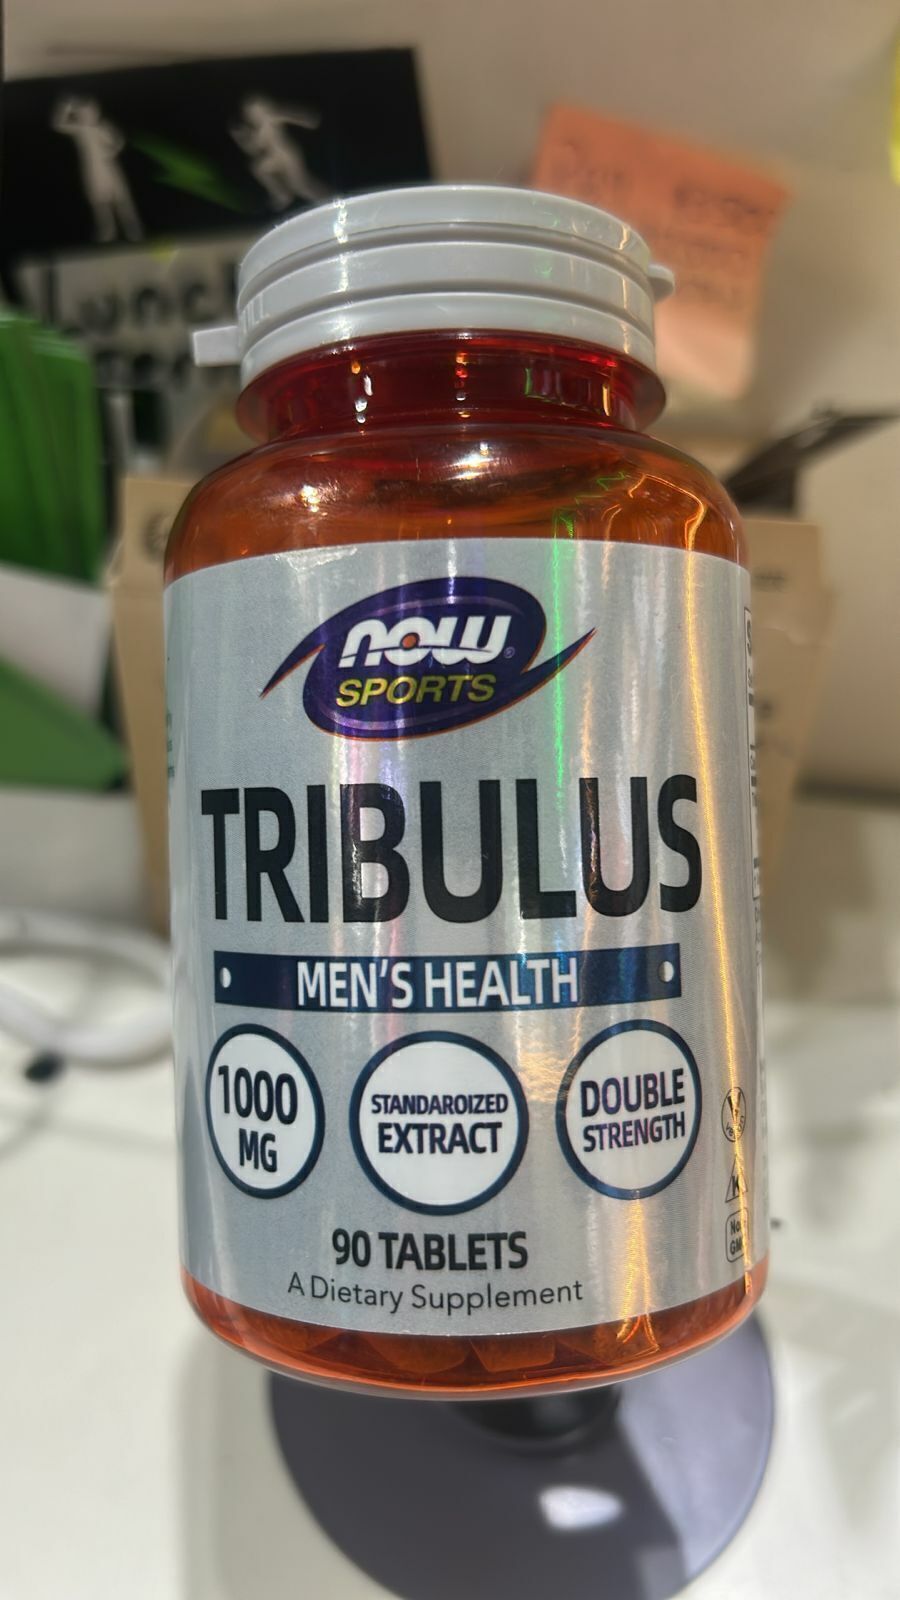 now
SPORTS
TRIBULUS
MEN'S HEALTH
1000
MG
STANDAROIZED
EXTRACT
DOUBLE
STRENGTH
90 TABLETS
A Dietary Supplement